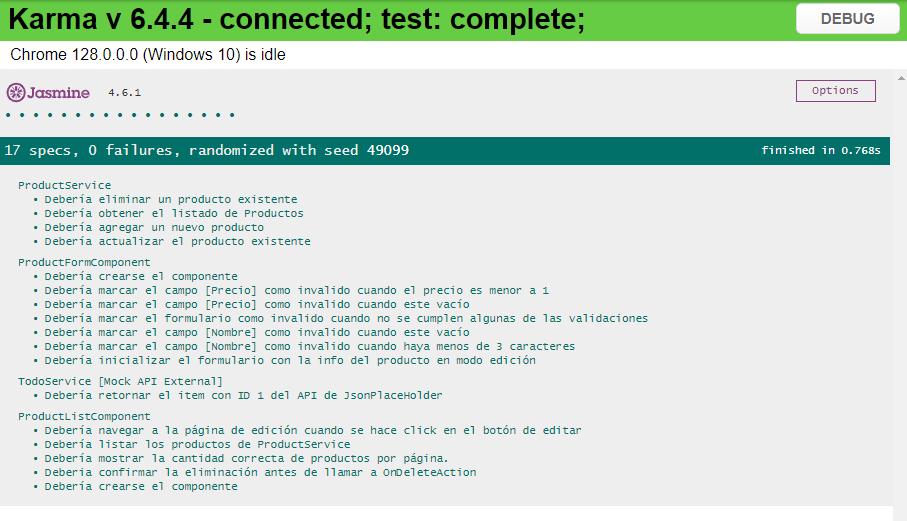 Karma v 6.4.4 - connected; test: complete;
DEBUG
Chrome 128.0.0.0 (Windows 10) is idle
Jasmine 4.6.1
Options
• • • • • • • • • • • • • • • • •
17 specs, 0 failures, randomized with seed 49099
finished in 0.768s
ProductService
• Debería eliminar un producto existente
• Debería obtener el listado de Productos
• Debería agregar un nuevo producto
• Debería actualizar el producto existente
ProductFormComponent
• Debería crearse el componente
• Debería marcar el campo [Precio] como invalido cuando el precio es menor a 1
• Debería marcar el campo [Precio] como invalido cuando este vacío
• Debería marcar el formulario como invalido cuando no se cumplen algunas de las validaciones
• Debería marcar el campo [Nombre] como invalido cuando este vacío
• Debería marcar el campo [Nombre] como invalido cuando haya menos de 3 caracteres
• Debería inicializar el formulario con la info del producto en modo edición
TodoService [Mock API External]
• Debería retornar el item con ID 1 del API de JsonPlaceHolder
ProductListComponent
• Debería navegar a la página de edición cuando se hace click en el botón de editar
• Debería listar los productos de ProductService
• Debería mostrar la cantidad correcta de productos por página.
• Debería confirmar la eliminación antes de llamar a OnDeleteAction
• Debería crearse el componente